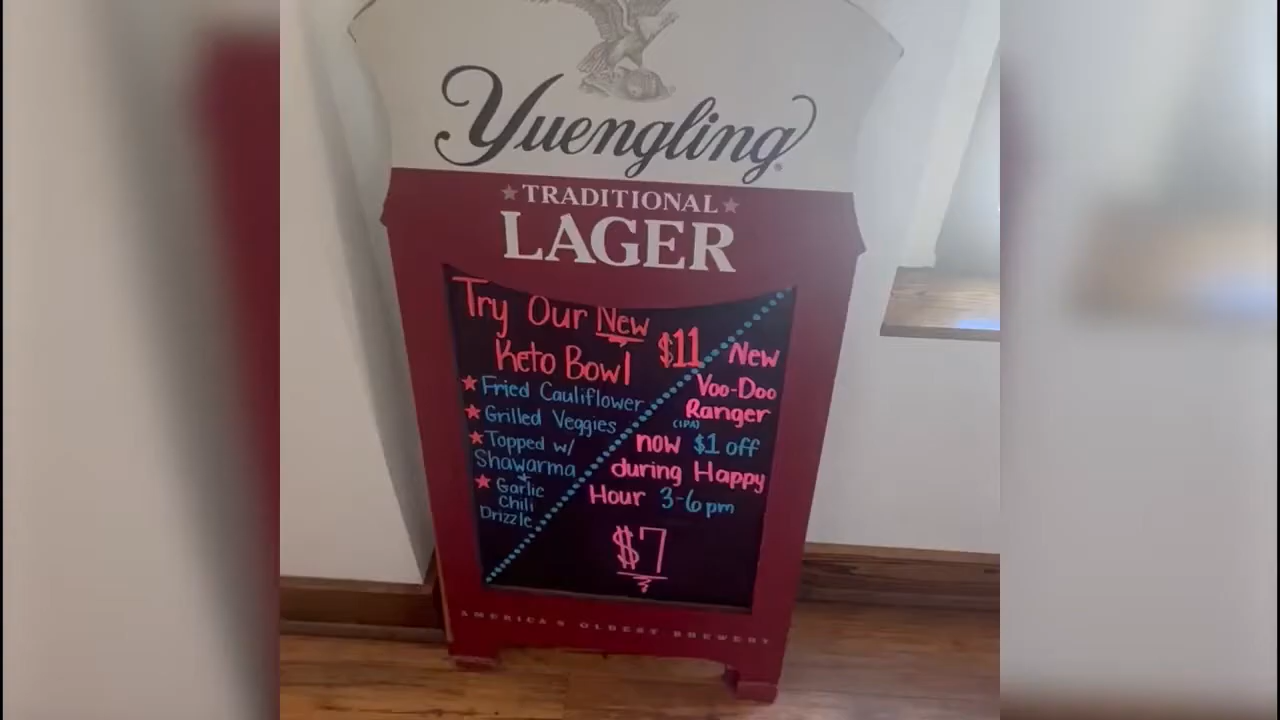 Yuengling
TRADITIONAL
LAGER
Try Our New
Keto Bowl $11
Fried Cauliflower
Grilled Veggies
Topped w/
Shawarma
+
Garlic
Chili
Drizzle
New
Voo-Doo
Ranger
(IPA)
now $1 off
during Happy
Hour 3-6pm
$7
AMERICA'S OLDEST BREWERY